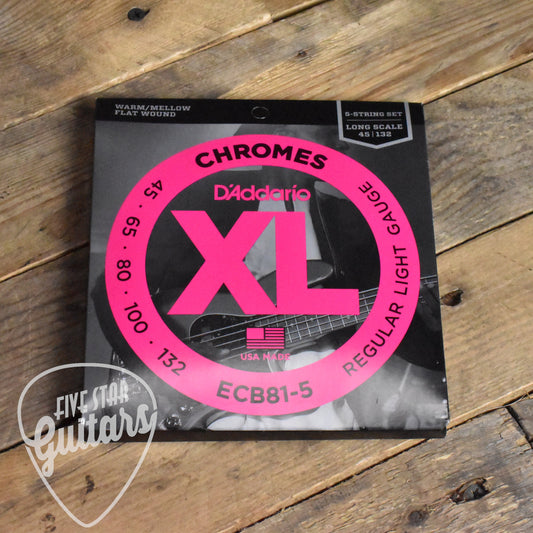 WARM/MELLOW
FLAT WOUND
5-STRING SET
LONG SCALE
45 | 132
CHROMES
D'Addario
XL
USA MADE
45 • 65 • 80 • 100 • 132
ECB81-5
REGULAR LIGHT GAUGE
FIVE STAR
Guitars